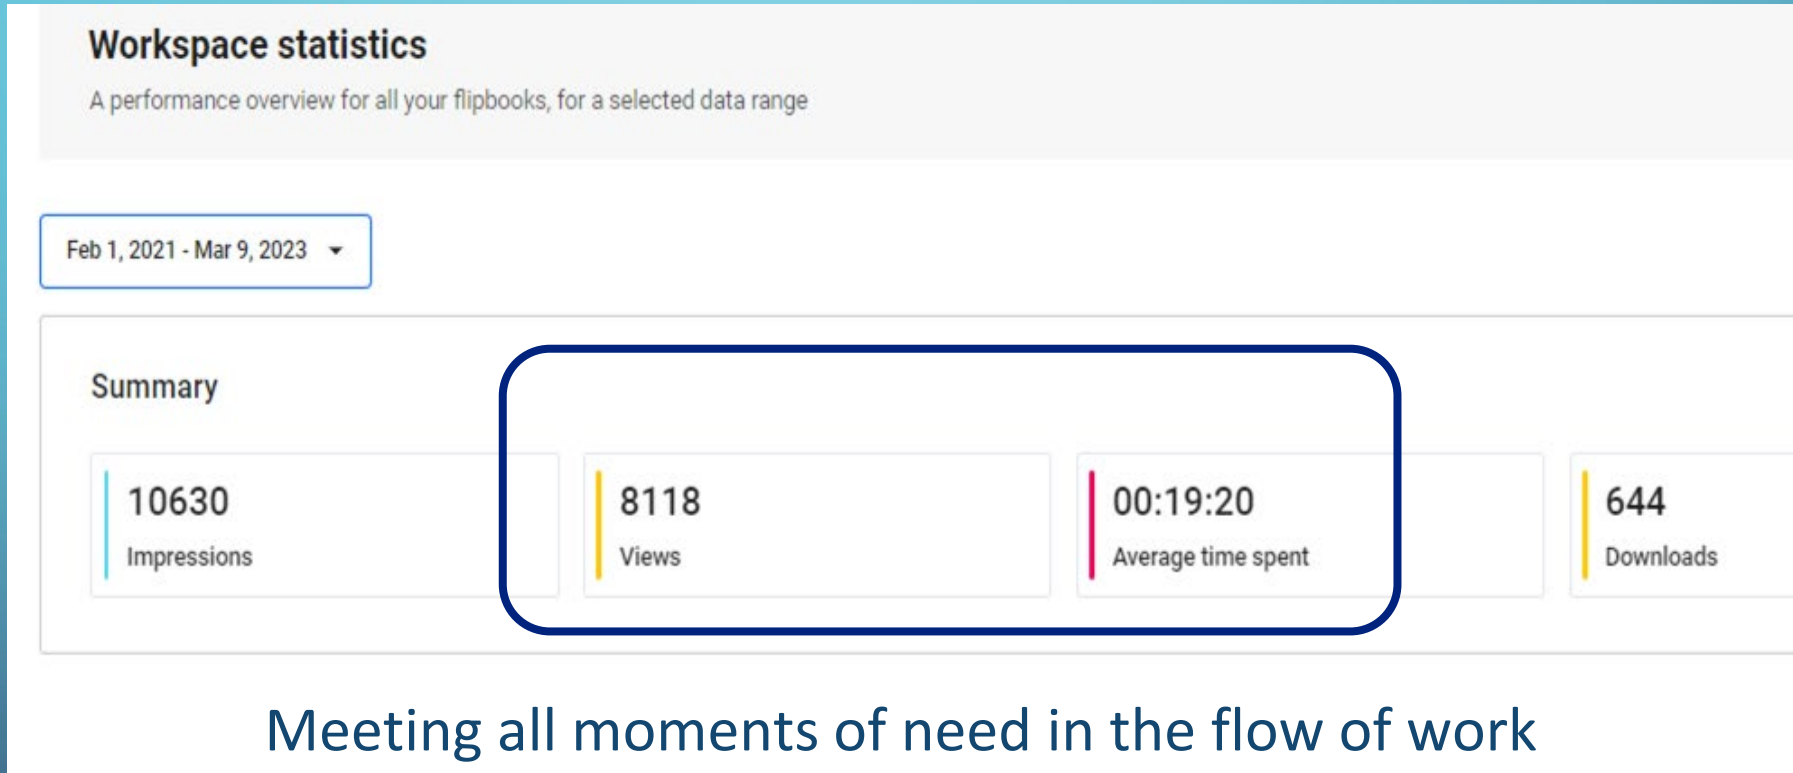 Workspace statistics
A performance overview for all your flipbooks, for a selected data range
Feb 1, 2021 - Mar 9, 2023
Summary
10630
Impressions
8118
Views
00:19:20
Average time spent
644
Downloads
Meeting all moments of need in the flow of work